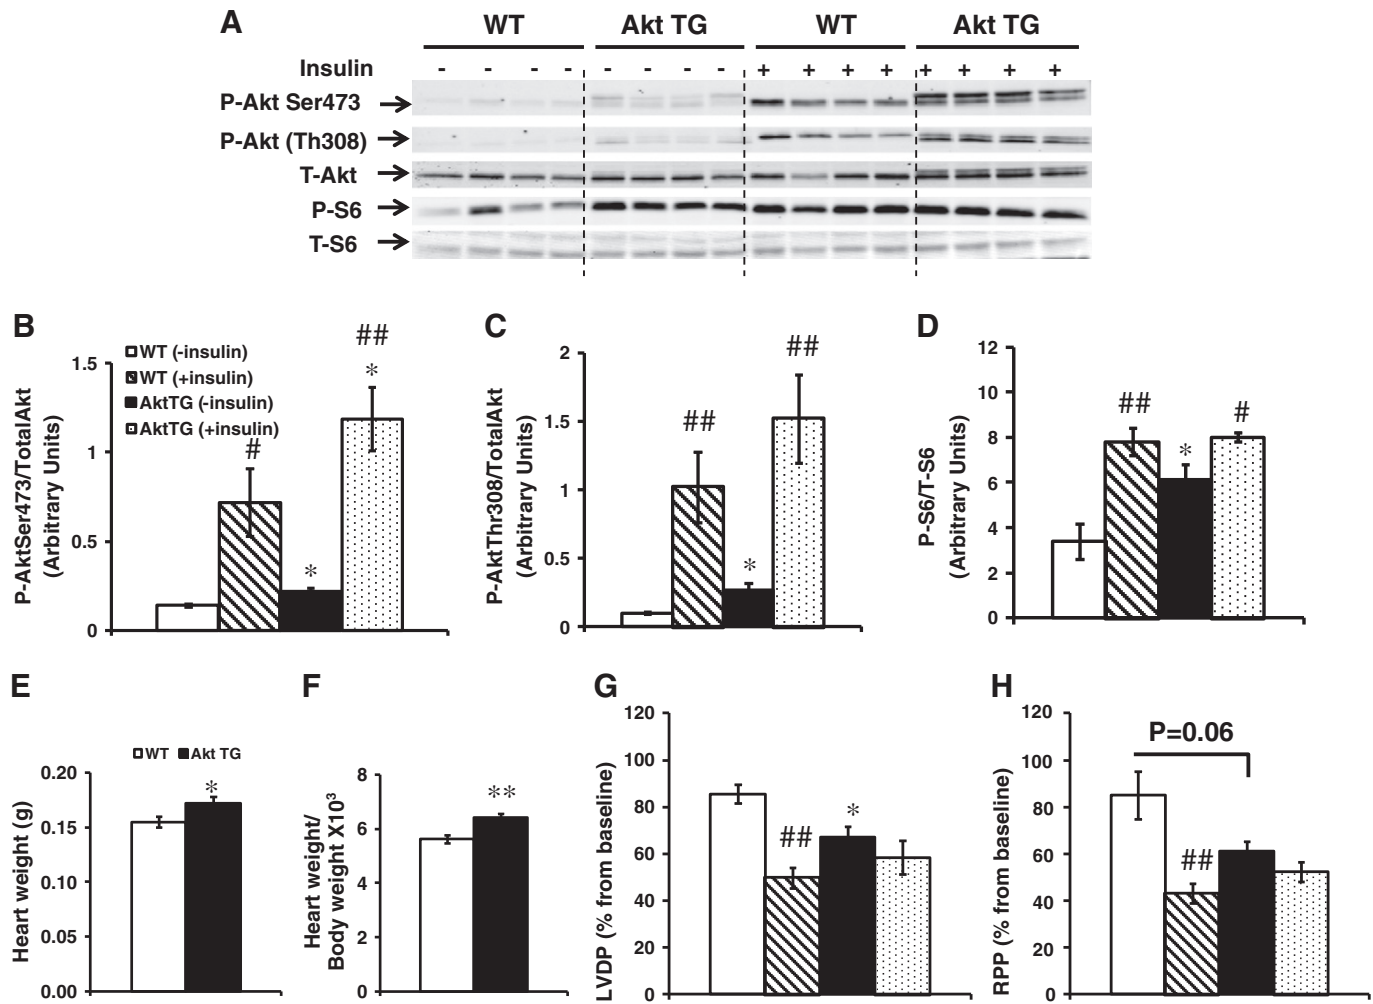 A
WT
Akt TG
WT
Akt TG
Insulin
- - - - - - - - + + + + + + + +
P-Akt Ser473
P-Akt (Th308)
T-Akt
P-S6
T-S6
B
P-AktSer473/TotalAkt
(Arbitrary Units)
1.5
1
0.5
0
WT (-insulin)
WT (+insulin)
AktTG (-insulin)
AktTG (+insulin)
#
*
##
*
C
P-AktThr308/TotalAkt
(Arbitrary Units)
2
1.5
1
0.5
0
##
*
##
D
P-S6/T-S6
(Arbitrary Units)
12
10
8
6
4
2
0
##
*
#
E
WT Akt TG
Heart weight (g)
0.20
0.15
0.10
0.05
0.00
*
F
Heart weight/
Body weight X10³
8
6
4
2
0
**
G
LVDP (% from baseline)
120
100
80
60
40
20
0
##
*
H
RPP (% from baseline)
120
100
80
60
40
20
0
P=0.06
##